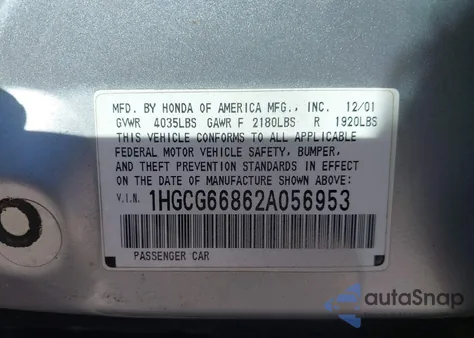 MFD. BY HONDA OF AMERICA MFG., INC. 12/01
GVWR 4035LBS GAWR F 2180LBS R 1920LBS
THIS VEHICLE CONFORMS TO ALL APPLICABLE
FEDERAL MOTOR VEHICLE SAFETY, BUMPER,
AND THEFT PREVENTION STANDARDS IN EFFECT
ON THE DATE OF MANUFACTURE SHOWN ABOVE:
V.I.N. 1HGCG66862A056953
PASSENGER CAR
autaSnap